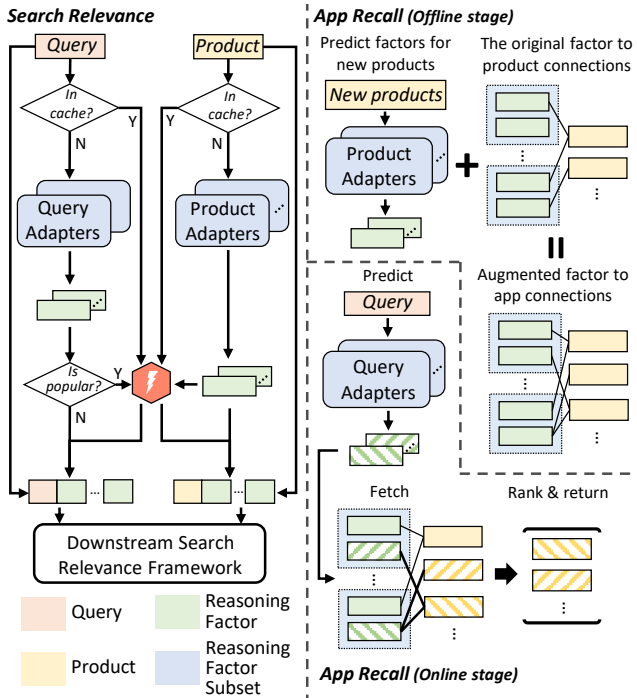 Search Relevance
Query
Product
In
cache?
In
cache?
Y
Y
N
N
Query
Adapters
Product
Adapters
Is
popular?
Y
N
Downstream Search
Relevance Framework
Query
Reasoning
Factor
Product
Reasoning
Factor
Subset
App Recall (Offline stage)
Predict factors for
new products
New products
Product
Adapters
The original factor to
product connections
Augmented factor to
app connections
Predict
Query
Query
Adapters
Fetch
Rank & return
App Recall (Online stage)